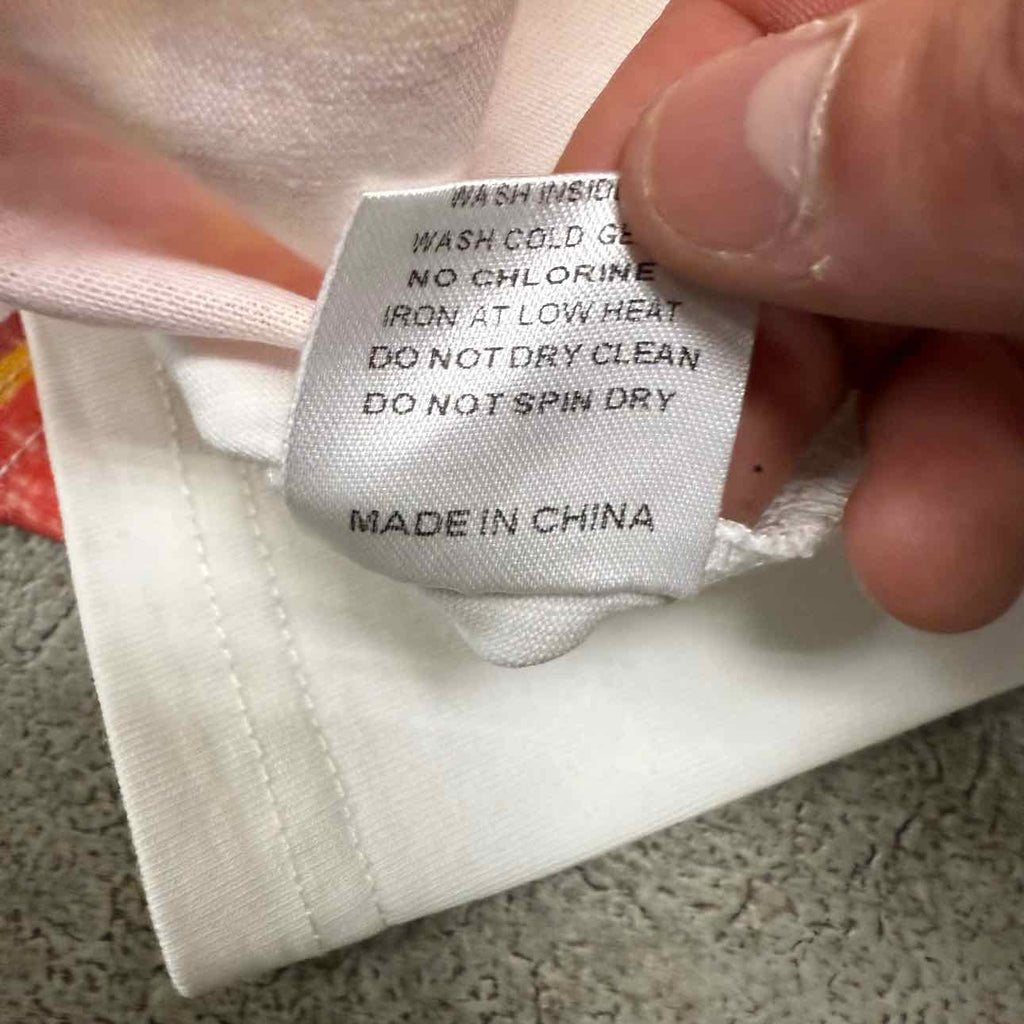 WASH
WASH COLD
NO CHLORINE
IRON AT LOW HEAT
DO NOT DRY CLEAN
DO NOT SPIN DRY
MADE IN CHINA